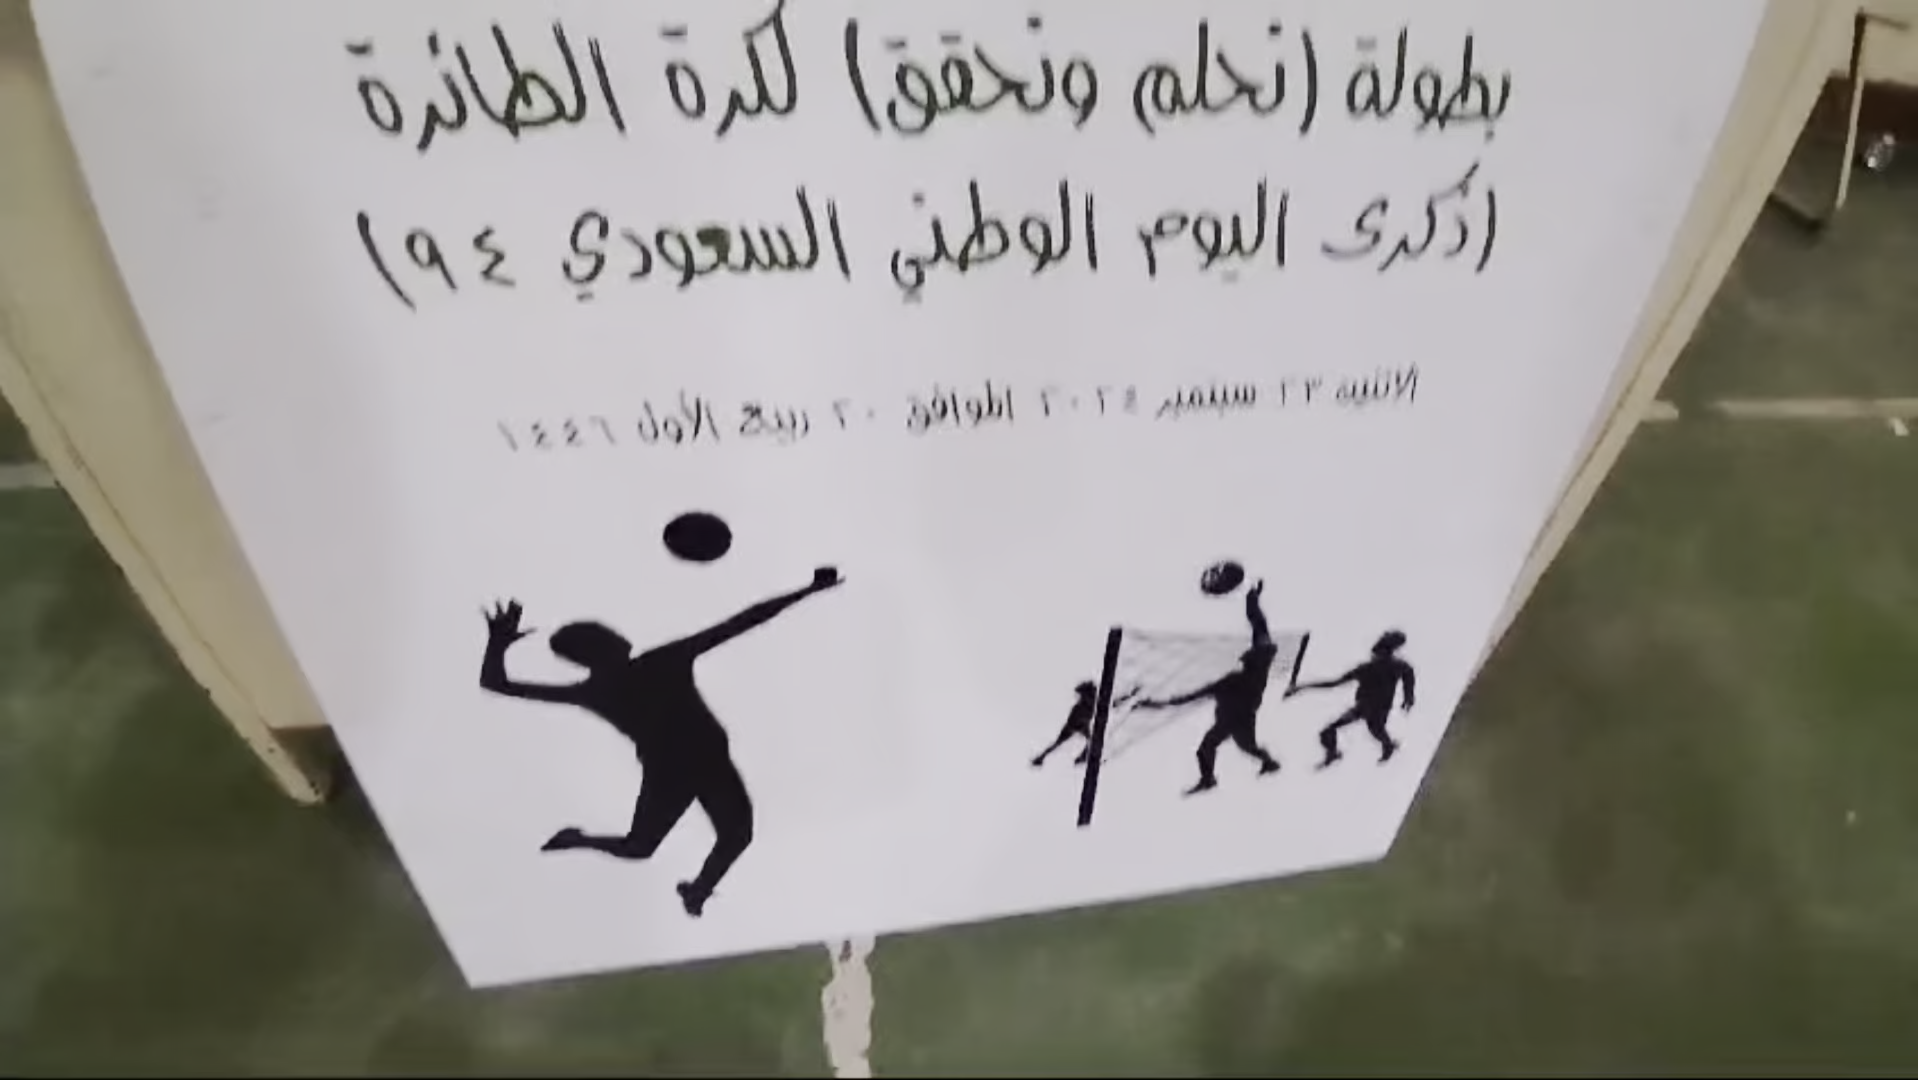 بطولة (نحلم ونحقق) لكرة الطائرة
(ذكرى اليوم الوطني السعودي ٩٤)
الاثنين ٢٣ سبتمبر ٢٠٢٤ الموافق ٢٠ ربيع الأول ١٤٤٦